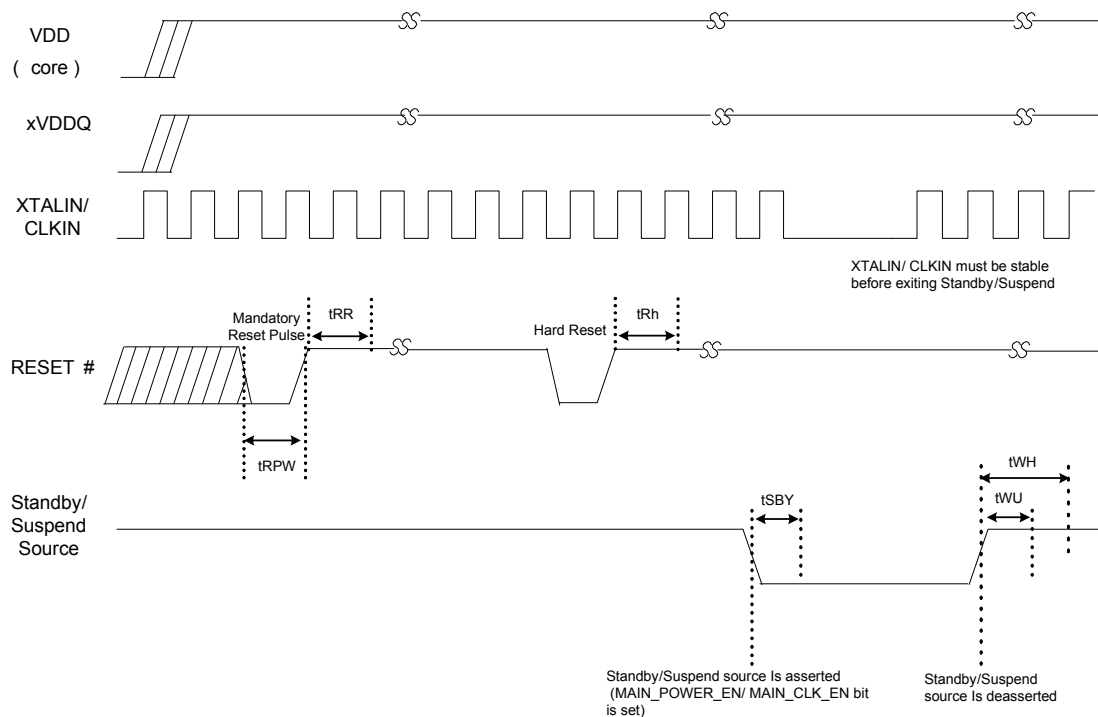 VDD
( core )
xVDDQ
XTALIN/
CLKIN
XTALIN/ CLKIN must be stable
before exiting Standby/Suspend
Mandatory
Reset Pulse
tRR
Hard Reset
tRh
RESET #
tRPW
tWH
tSBY
tWU
Standby/
Suspend
Source
Standby/Suspend source Is asserted
(MAIN_POWER_EN/ MAIN_CLK_EN bit
is set)
Standby/Suspend
source Is deasserted